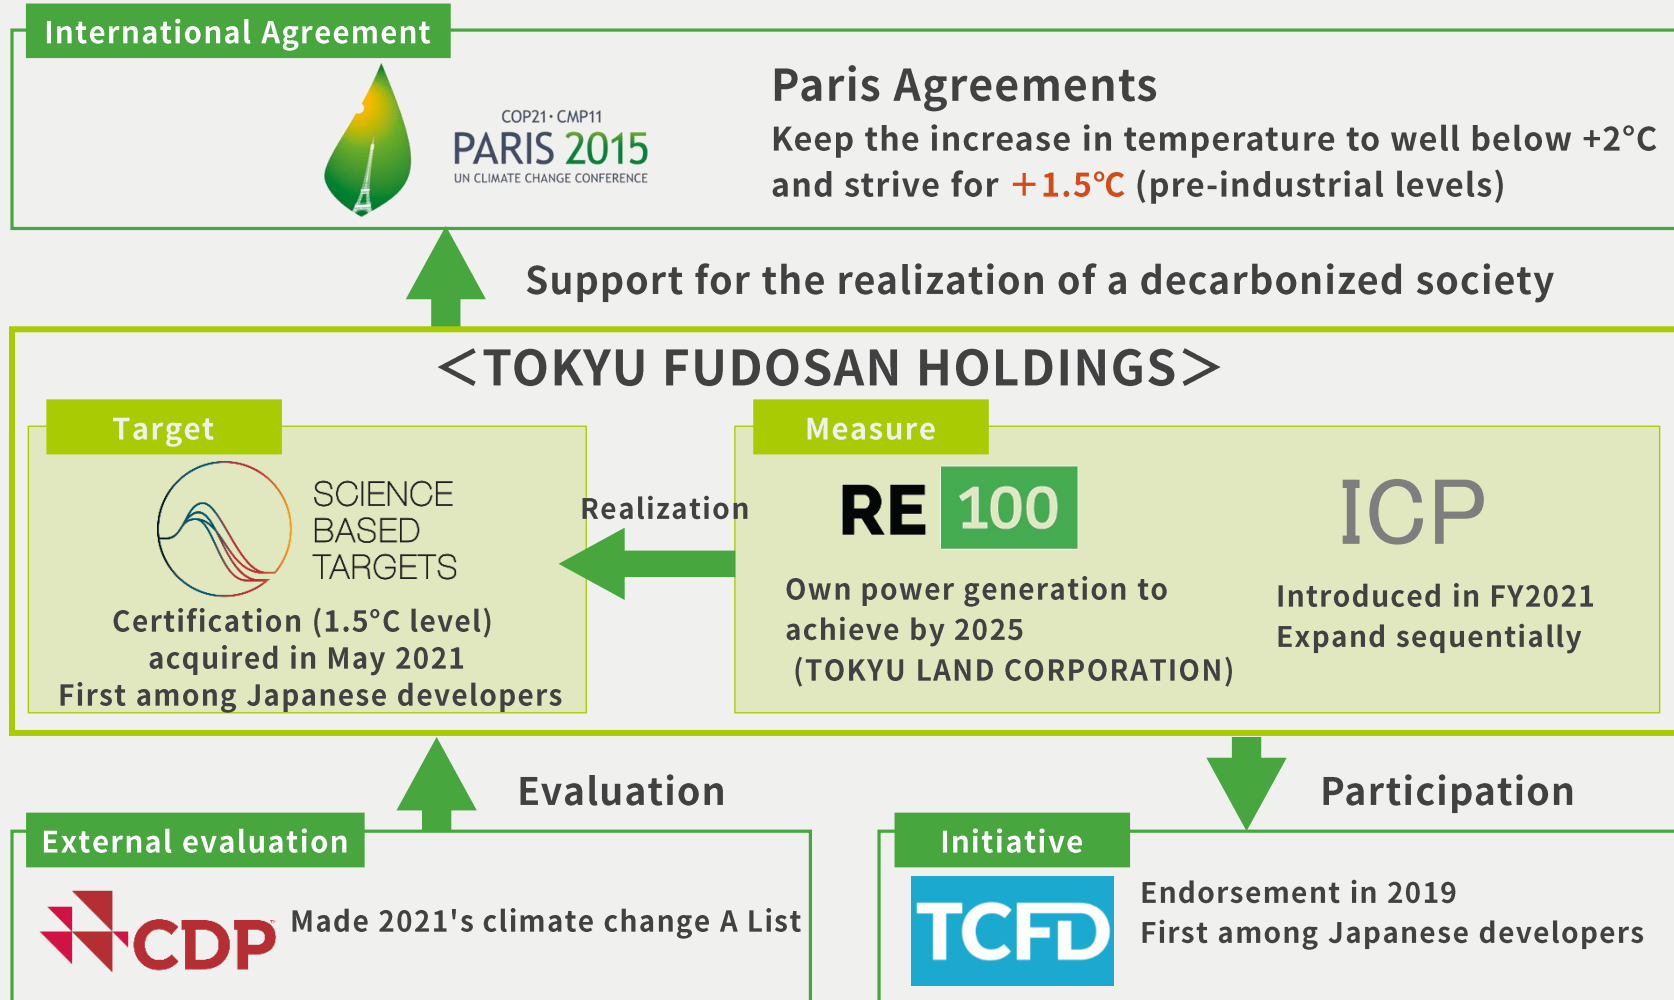 International Agreement
COP21・CMP11
PARIS 2015
UN CLIMATE CHANGE CONFERENCE
Paris Agreements
Keep the increase in temperature to well below +2°C
and strive for ＋1.5℃ (pre-industrial levels)
Support for the realization of a decarbonized society
＜TOKYU FUDOSAN HOLDINGS＞
Target
SCIENCE
BASED
TARGETS
Certification (1.5°C level)
acquired in May 2021
First among Japanese developers
Realization
Measure
RE 100
Own power generation to
achieve by 2025
(TOKYU LAND CORPORATION)
ICP
Introduced in FY2021
Expand sequentially
Evaluation
Participation
External evaluation
CDP
Made 2021's climate change A List
Initiative
TCFD
Endorsement in 2019
First among Japanese developers